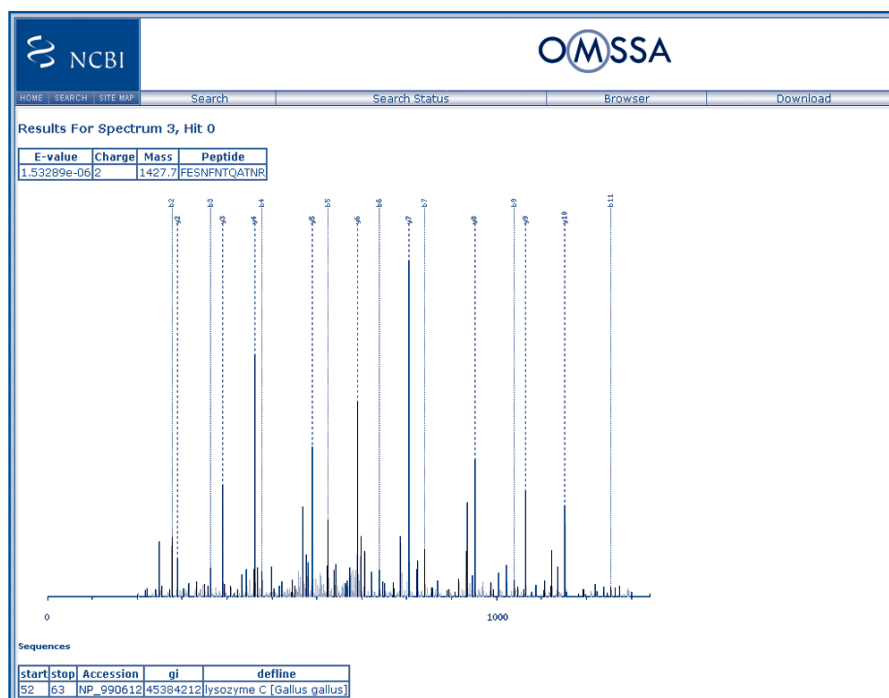 NCBI
OMSSA
HOME SEARCH SITE MAP Search Search Status Browser Download
Results For Spectrum 3, Hit 0
E-value Charge Mass Peptide
1.53289e-06 2 1427.7 FESNFNTQATNR
b2 y2 b3 y3 y4 b4 y5 b5 y6 b6 y7 b7 y8 b9 y9 y10 b11
0 1000
Sequences
start stop Accession gi defline
52 63 NP_990612 45384212 lysozyme C [Gallus gallus]